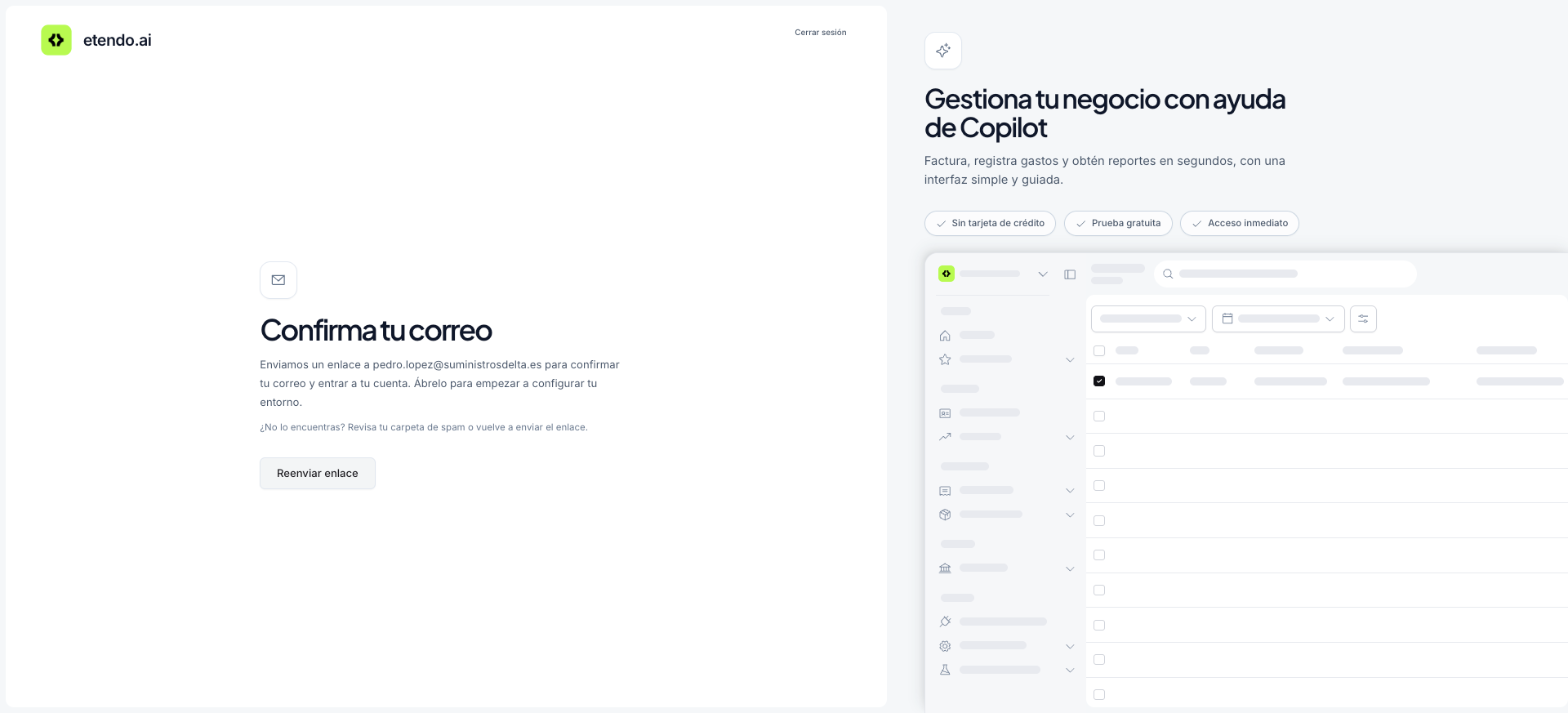 etendo.ai
Cerrar sesión
Confirma tu correo
Enviamos un enlace a pedro.lopez@suministrosdelta.es para confirmar
tu correo y entrar a tu cuenta. Ábrelo para empezar a configurar tu
entorno.
¿No lo encuentras? Revisa tu carpeta de spam o vuelve a enviar el enlace.
Reenviar enlace
Gestiona tu negocio con ayuda
de Copilot
Factura, registra gastos y obtén reportes en segundos, con una
interfaz simple y guiada.
Sin tarjeta de crédito
Prueba gratuita
Acceso inmediato